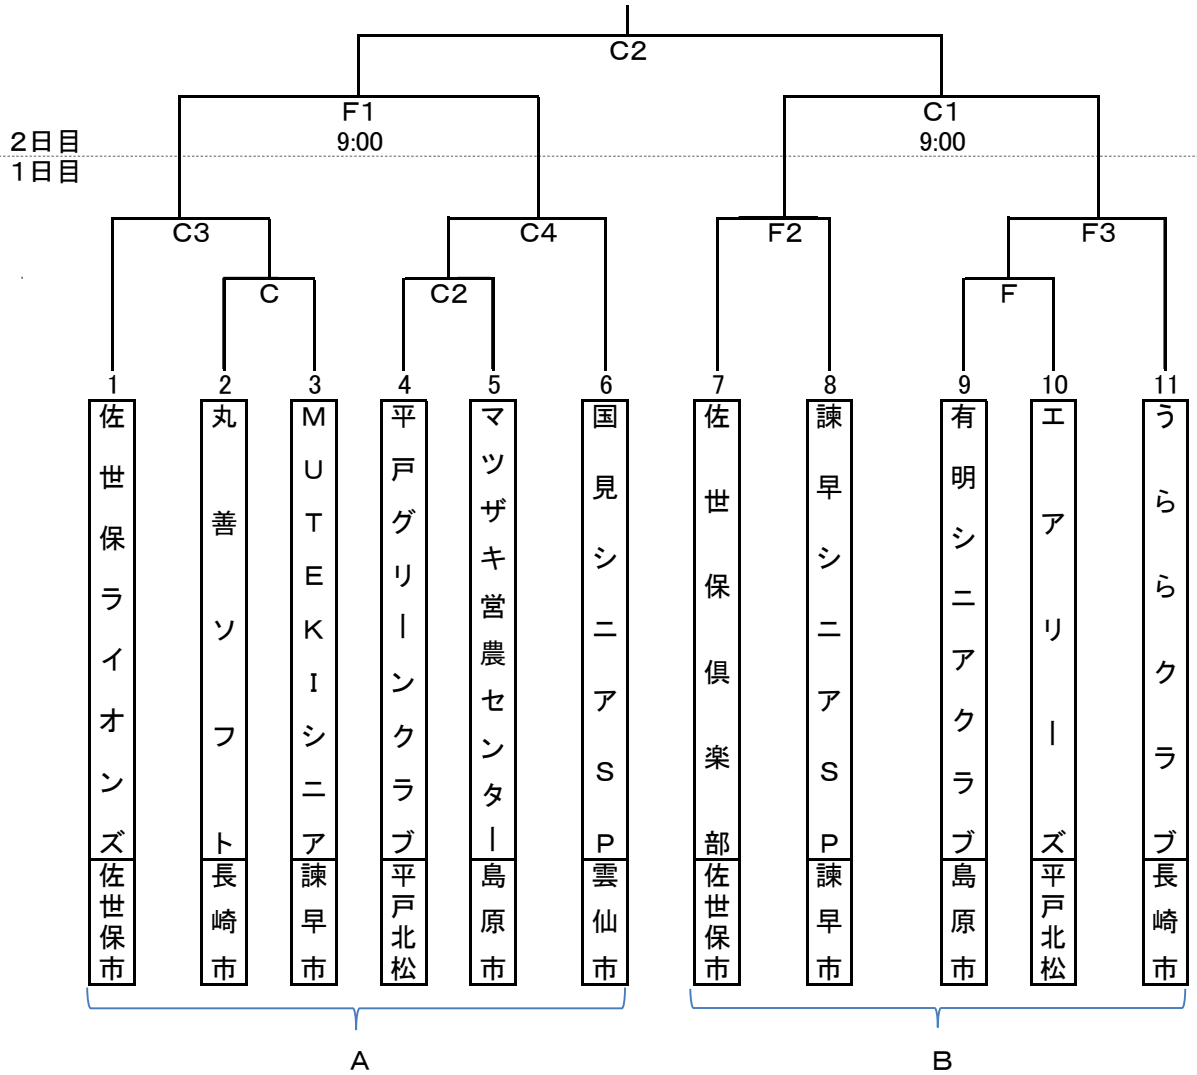 C2
F1
C1
9:00
9:00
2日目
1日目
C3
C4
F2
F3
C
C2
F
1
2
3
4
5
6
7
8
9
10
11
佐世保ライオンズ
佐世保市
丸善ソフト
長崎市
MUTEKIシニア
諫早市
平戸グリーンクラブ
平戸北松
マツザキ営農センター
島原市
国見シニアSP
雲仙市
佐世保倶楽部
佐世保市
諫早シニアSP
諫早市
有明シニアクラブ
島原市
エアリーズ
平戸北松
うららクラブ
長崎市
A
B